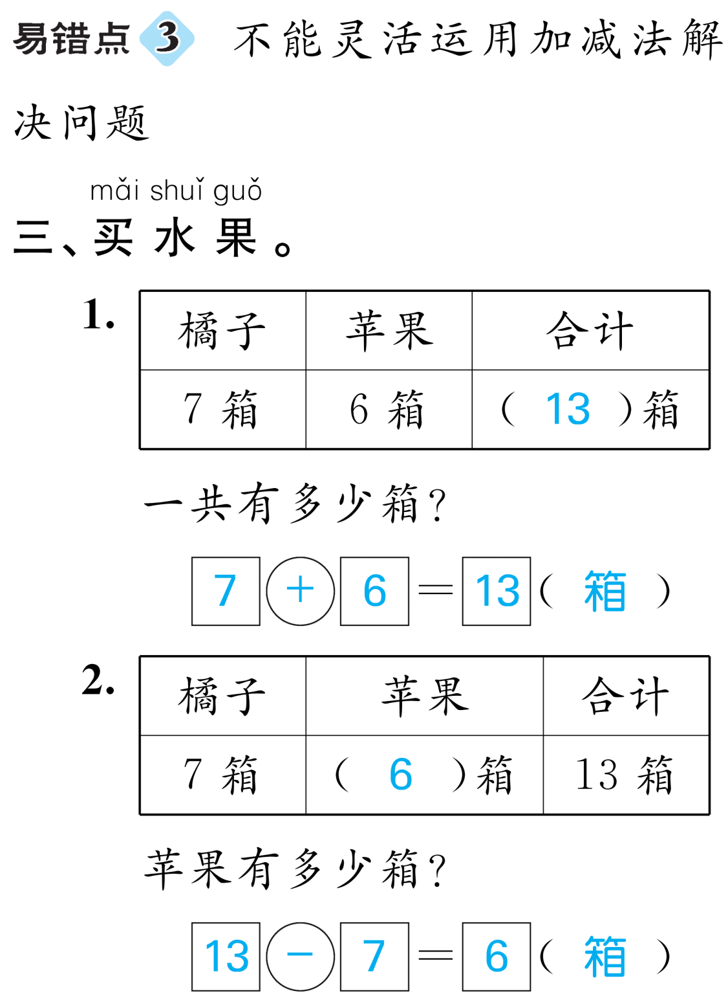 易错点3 不能灵活运用加减法解
决问题
mǎi shuǐ guǒ
三、买水果。
1.
橘子 苹果 合计
7 箱 6 箱 ( 13 )箱
一共有多少箱?
7 + 6 = 13 ( 箱 )
2.
橘子 苹果 合计
7 箱 ( 6 )箱 13 箱
苹果有多少箱?
13 - 7 = 6 ( 箱 )